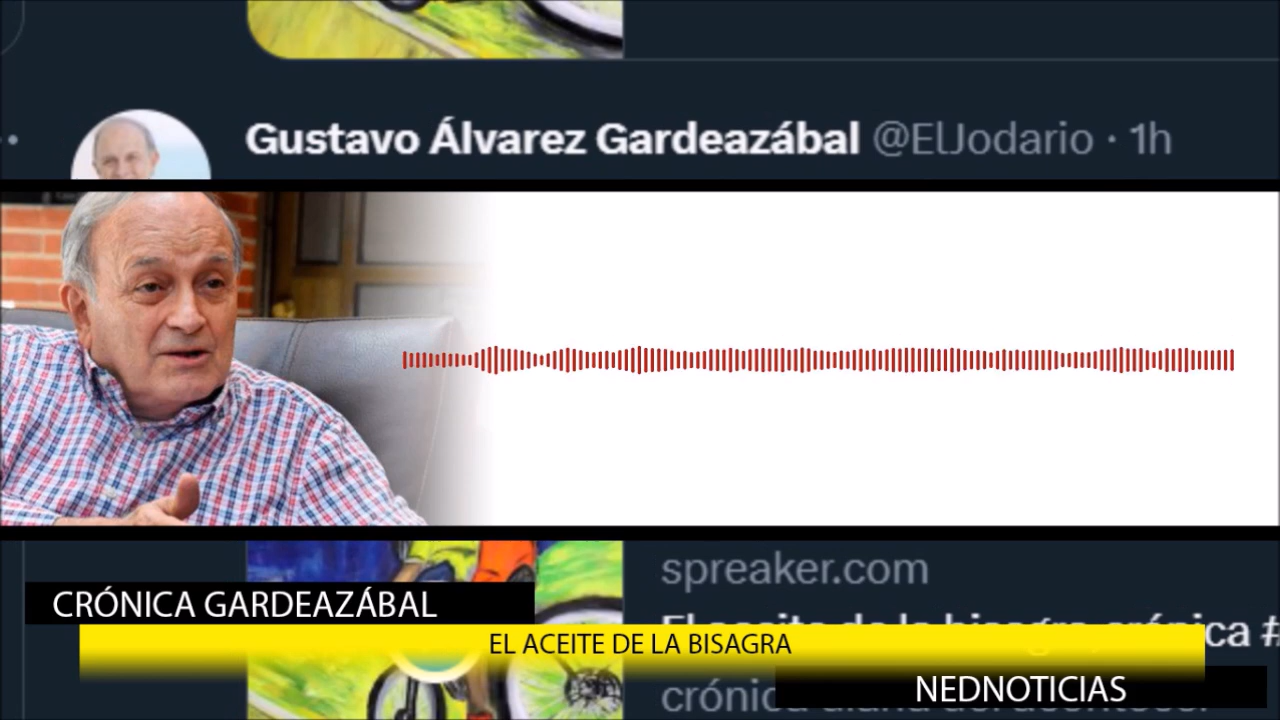 Gustavo Álvarez Gardeazábal @ElJodario · 1h
spreaker.com
CRÓNICA GARDEAZÁBAL
EL ACEITE DE LA BISAGRA
NEDNOTICIAS